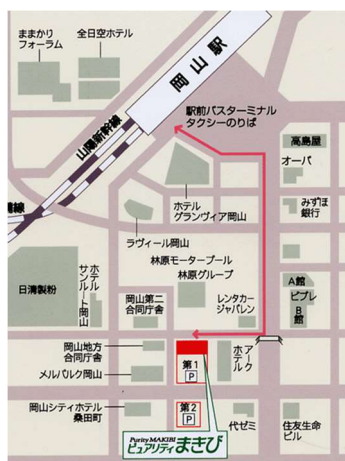 ままかり
フォーラム
全日空ホテル
岡山駅
山陽新幹線
駅前バスターミナル
タクシーのりば
高島屋
オーパ
ホテル
グランヴィア岡山
みずほ
銀行
備線
ラヴィール岡山
林原モータープール
林原グループ
日清製粉
ホテル
サンルート岡山
A館
ビブレ
B館
岡山第二
合同庁舎
レンタカー
ジャパレン
岡山地方
合同庁舎
メルパルク岡山
第1
P
アーク
ホテル
岡山シティホテル
桑田町
第2
P
代ゼミ
住友生命
ビル
Purity MAKIBI
ピュアリティまきび